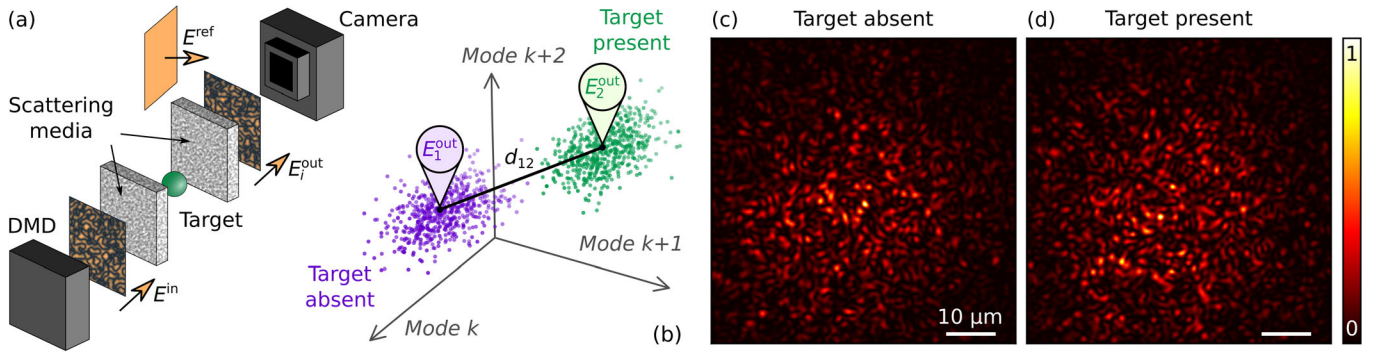 (a)
E^ref
Camera
Scattering
media
E_i^out
DMD
Target
E^in
Target
present
Mode k+2
E_2^out
E_1^out
d_12
Mode k+1
Target
absent
Mode k
(b)
(c)
Target absent
10 µm
(d)
Target present
1
0